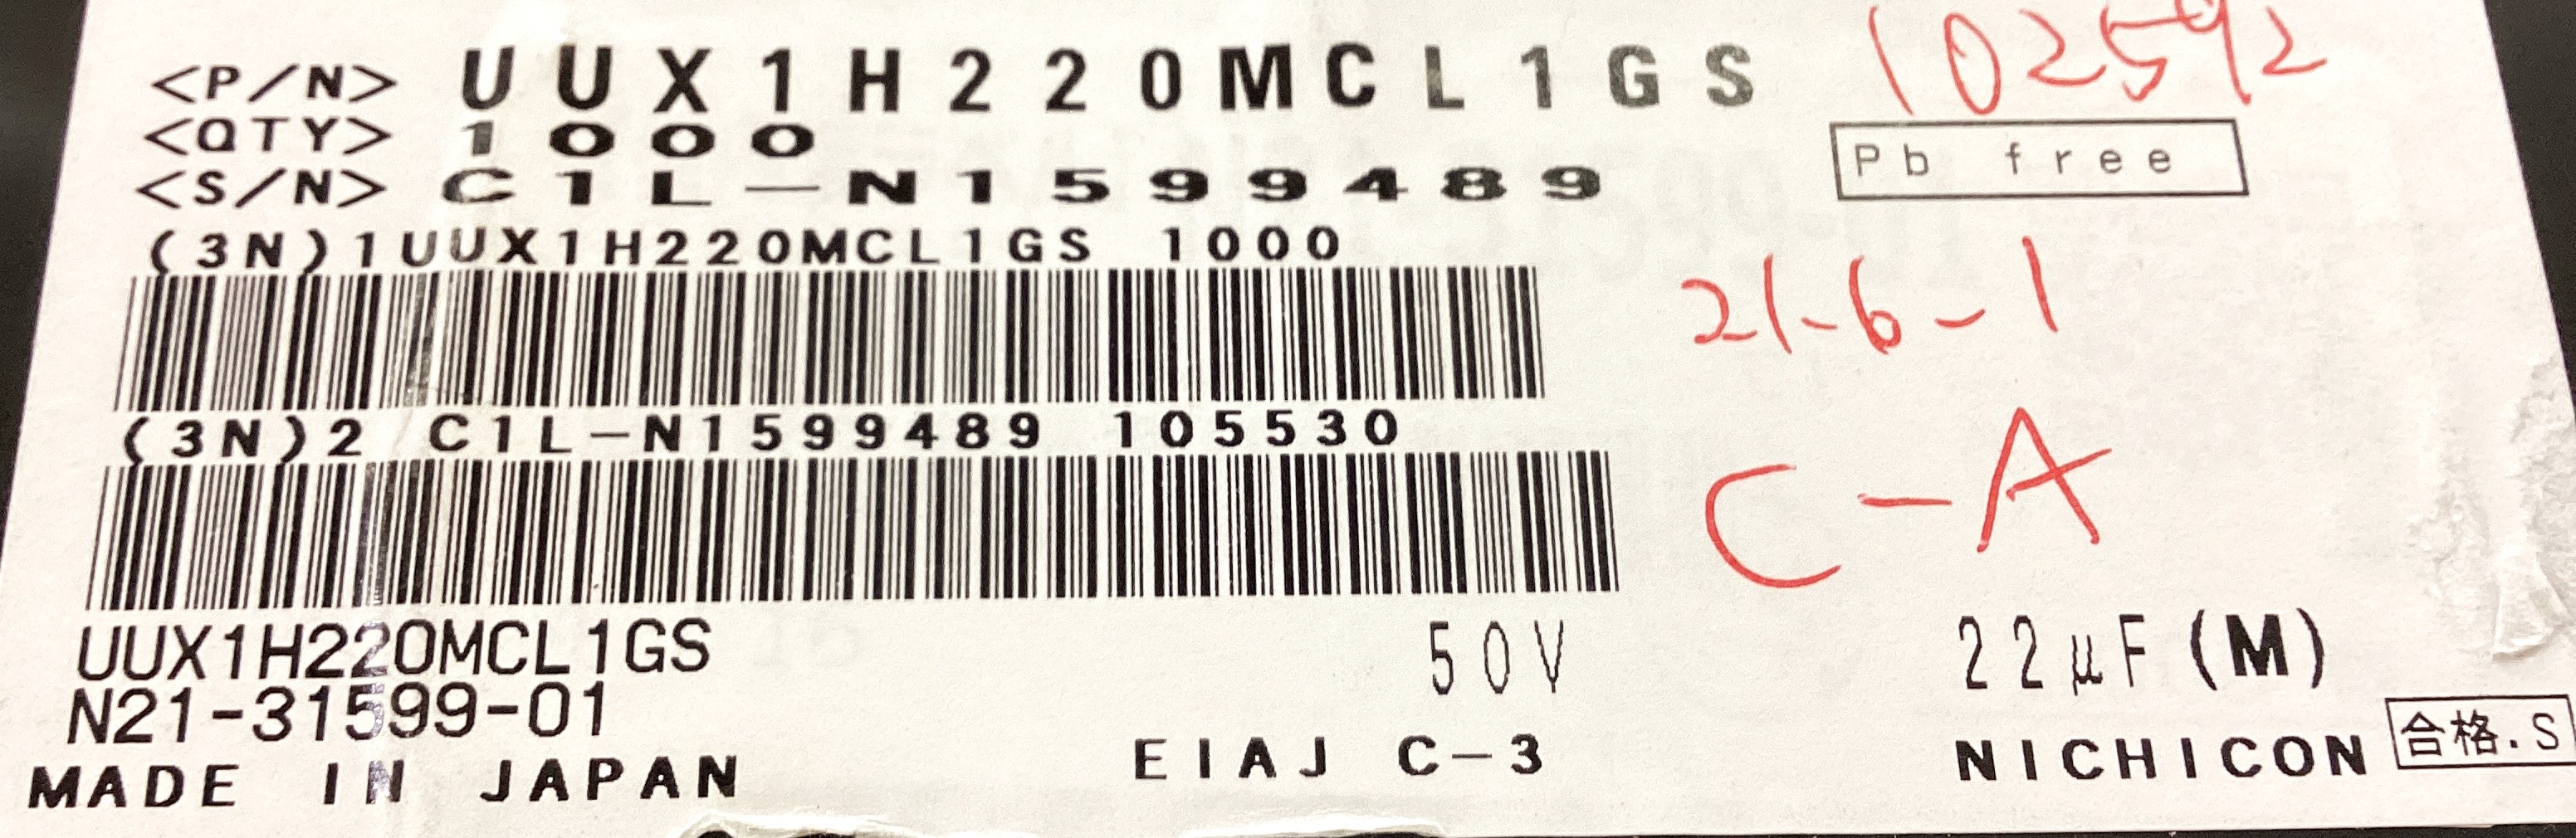 <P/N> UUX1H220MCL1GS
102592
<QTY> 1000
Pb free
<S/N> C1L-N1599489
(3N)1UUX1H220MCL1GS 1000
21-6-1
(3N)2 C1L-N1599489 105530
C-A
UUX1H220MCL1GS 50V 22μF(M)
N21-31599-01
MADE IN JAPAN EIAJ C-3 NICHICON 合格.S